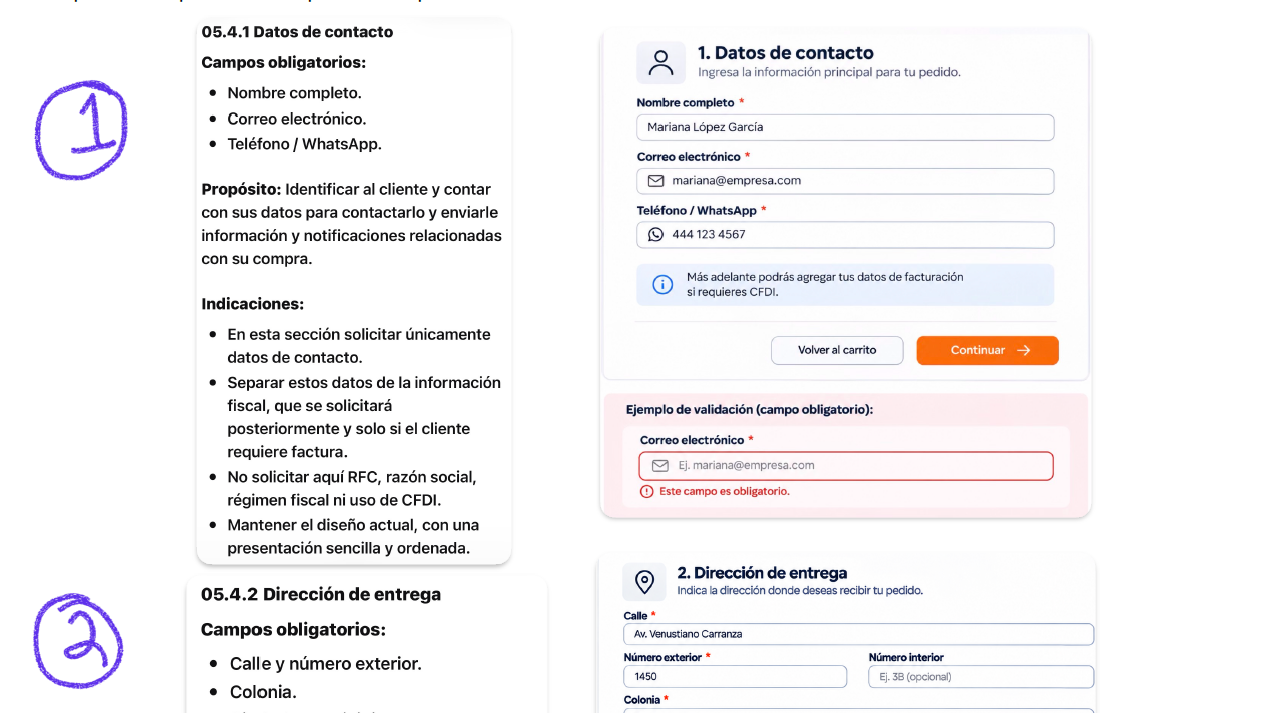 1
05.4.1 Datos de contacto
Campos obligatorios:
• Nombre completo.
• Correo electrónico.
• Teléfono / WhatsApp.
Propósito: Identificar al cliente y contar
con sus datos para contactarlo y enviarle
información y notificaciones relacionadas
con su compra.
Indicaciones:
• En esta sección solicitar únicamente
datos de contacto.
• Separar estos datos de la información
fiscal, que se solicitará
posteriormente y solo si el cliente
requiere factura.
• No solicitar aquí RFC, razón social,
régimen fiscal ni uso de CFDI.
• Mantener el diseño actual, con una
presentación sencilla y ordenada.
1. Datos de contacto
Ingresa la información principal para tu pedido.
Nombre completo *
Mariana López García
Correo electrónico *
mariana@empresa.com
Teléfono / WhatsApp *
444 123 4567
Más adelante podrás agregar tus datos de facturación
si requieres CFDI.
Volver al carrito
Continuar →
Ejemplo de validación (campo obligatorio):
Correo electrónico *
Ej. mariana@empresa.com
Este campo es obligatorio.
2
05.4.2 Dirección de entrega
Campos obligatorios:
• Calle y número exterior.
• Colonia.
2. Dirección de entrega
Indica la dirección donde deseas recibir tu pedido.
Calle *
Av. Venustiano Carranza
Número exterior *
1450
Número interior
Ej. 3B (opcional)
Colonia *